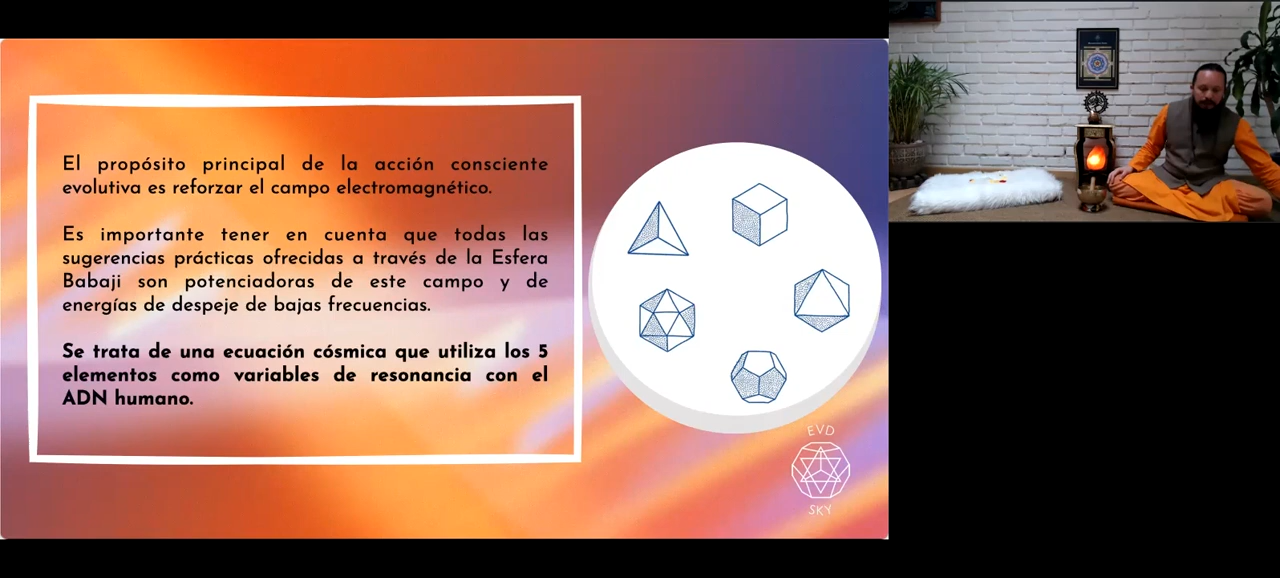 El propósito principal de la acción consciente
evolutiva es reforzar el campo electromagnético.
Es importante tener en cuenta que todas las
sugerencias prácticas ofrecidas a través de la Esfera
Babaji son potenciadoras de este campo y de
energías de despeje de bajas frecuencias.
Se trata de una ecuación cósmica que utiliza los 5
elementos como variables de resonancia con el
ADN humano.
EVD
SKY